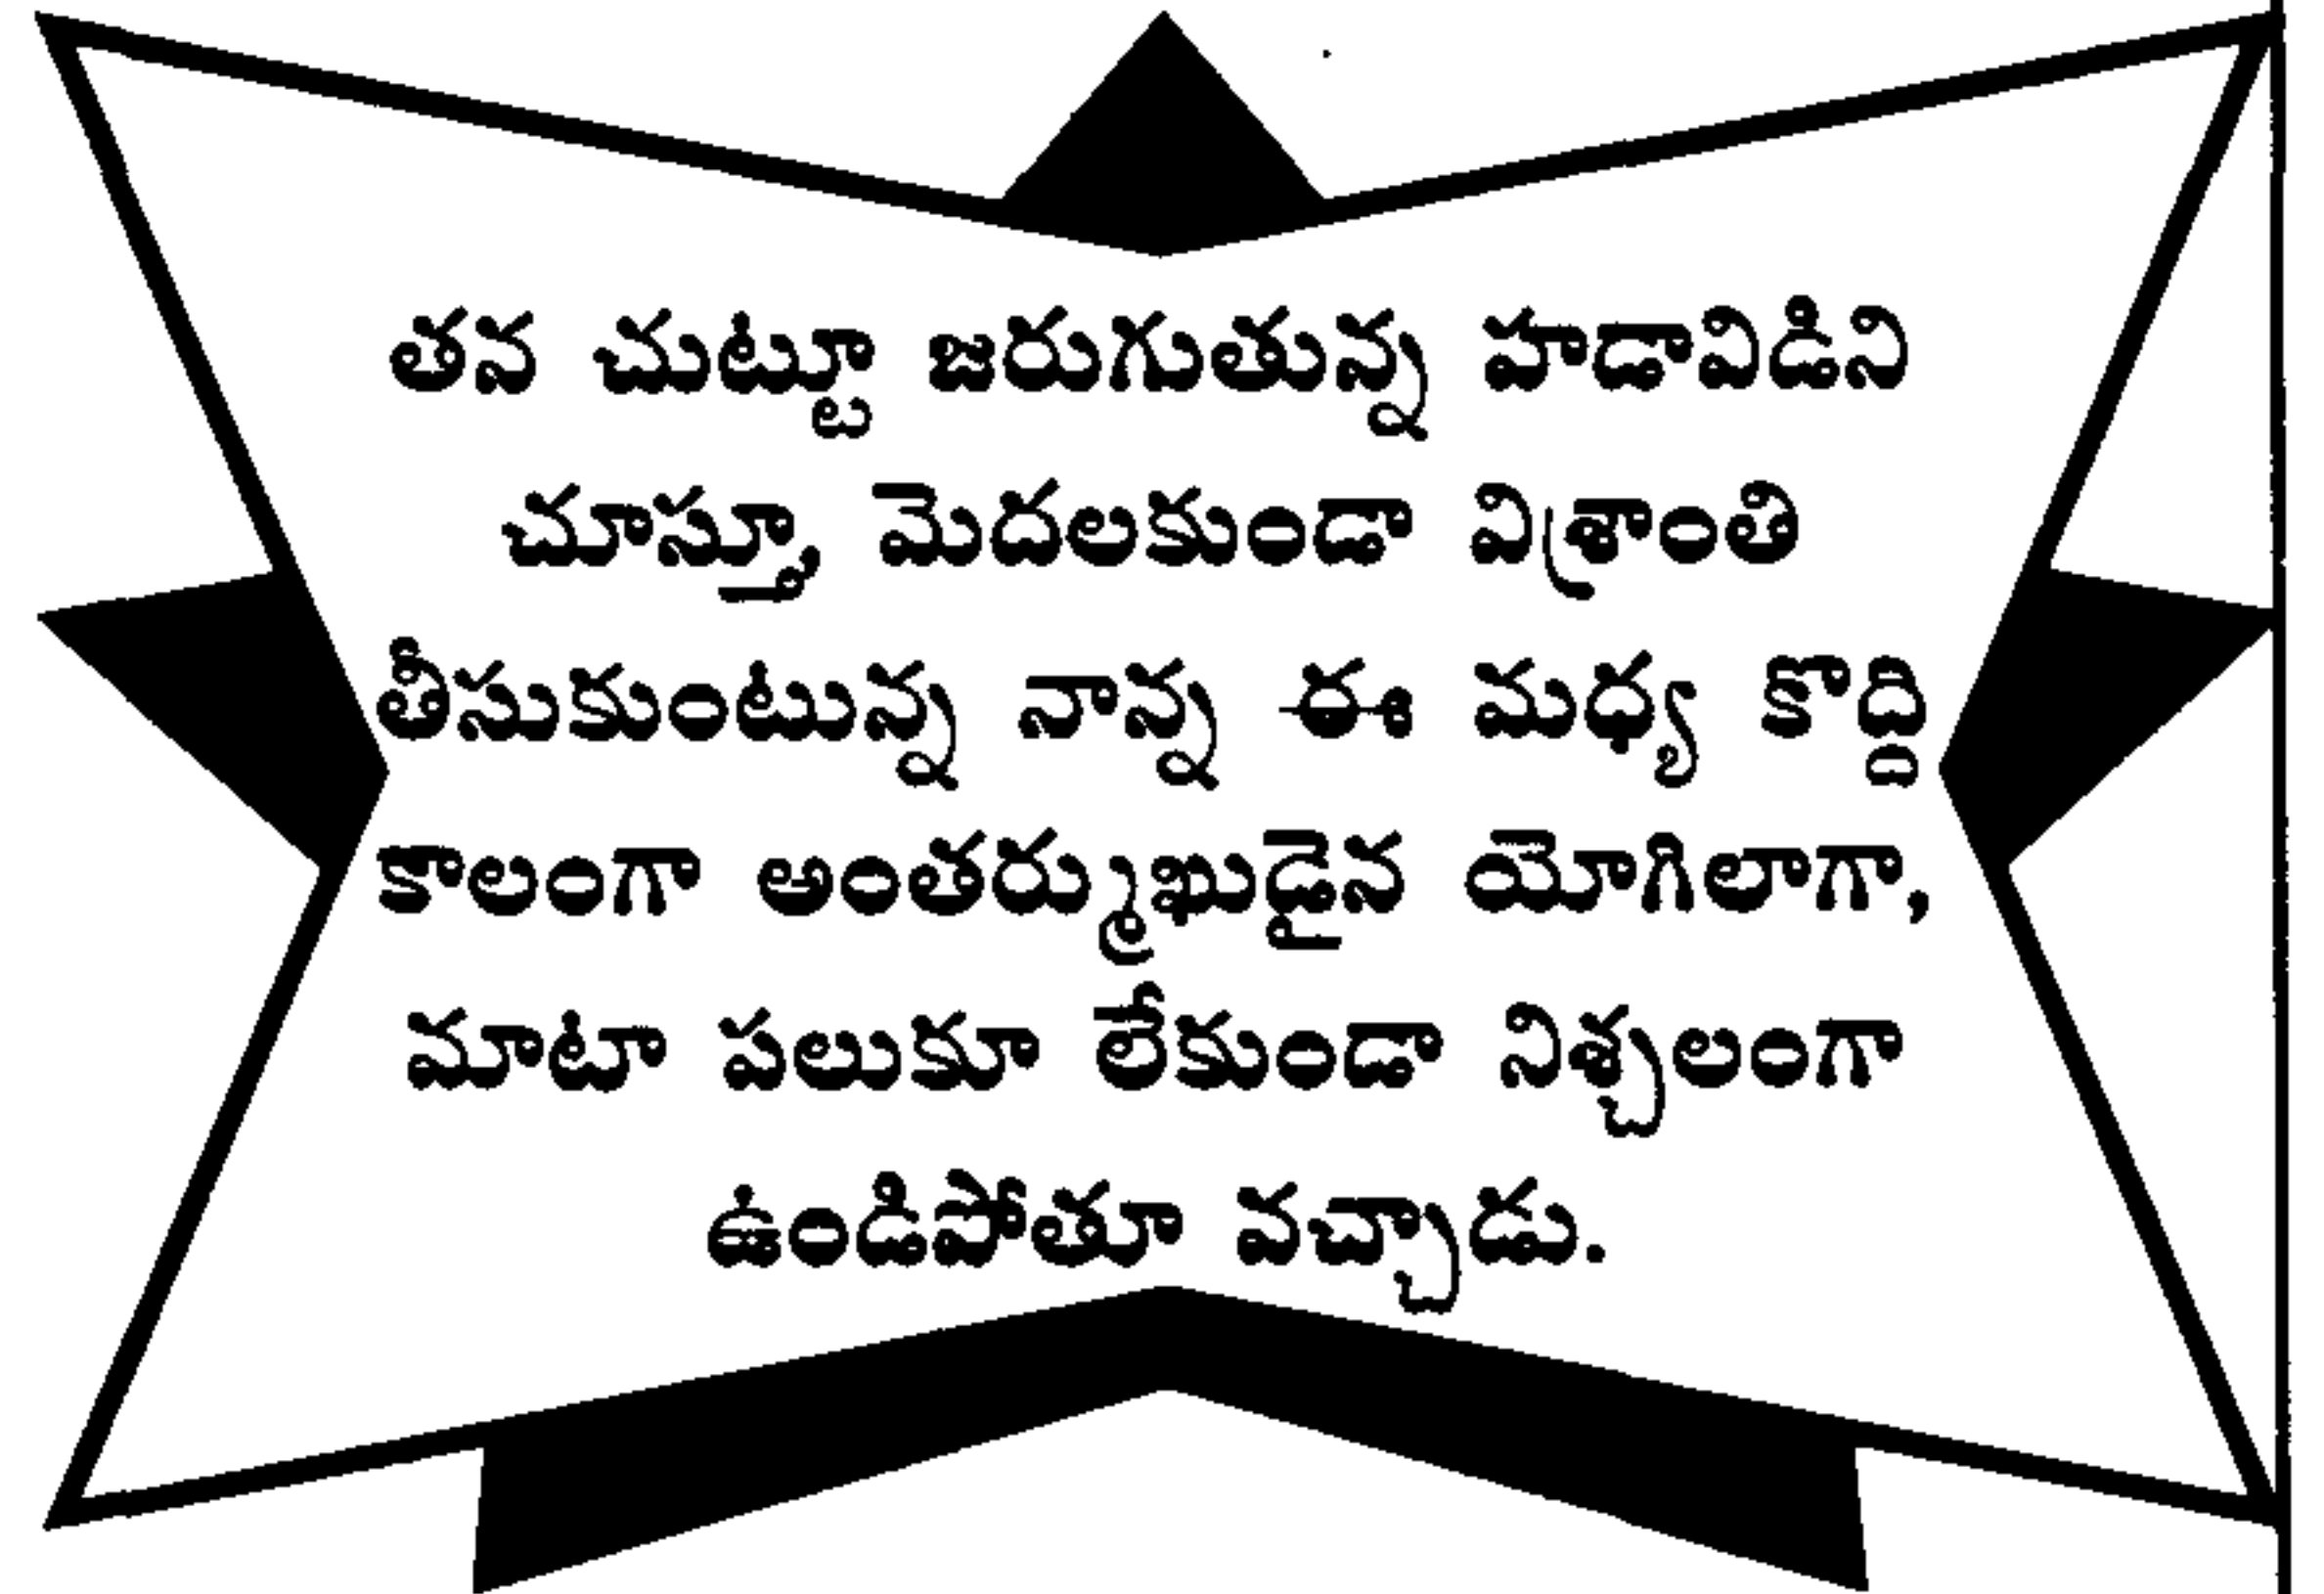 తన చుట్టూ జరుగుతున్న హడావిడిని
చూస్తూ, మెదలకుండా విశ్రాంతి
తీసుకుంటున్న నాన్న ఈ మధ్య కొద్ది
కాలంగా అంతర్ముఖుడైన యోగిలాగా,
మాటా పలుకూ లేకుండా నిశ్చలంగా
ఉండిపోతూ వచ్చాడు.